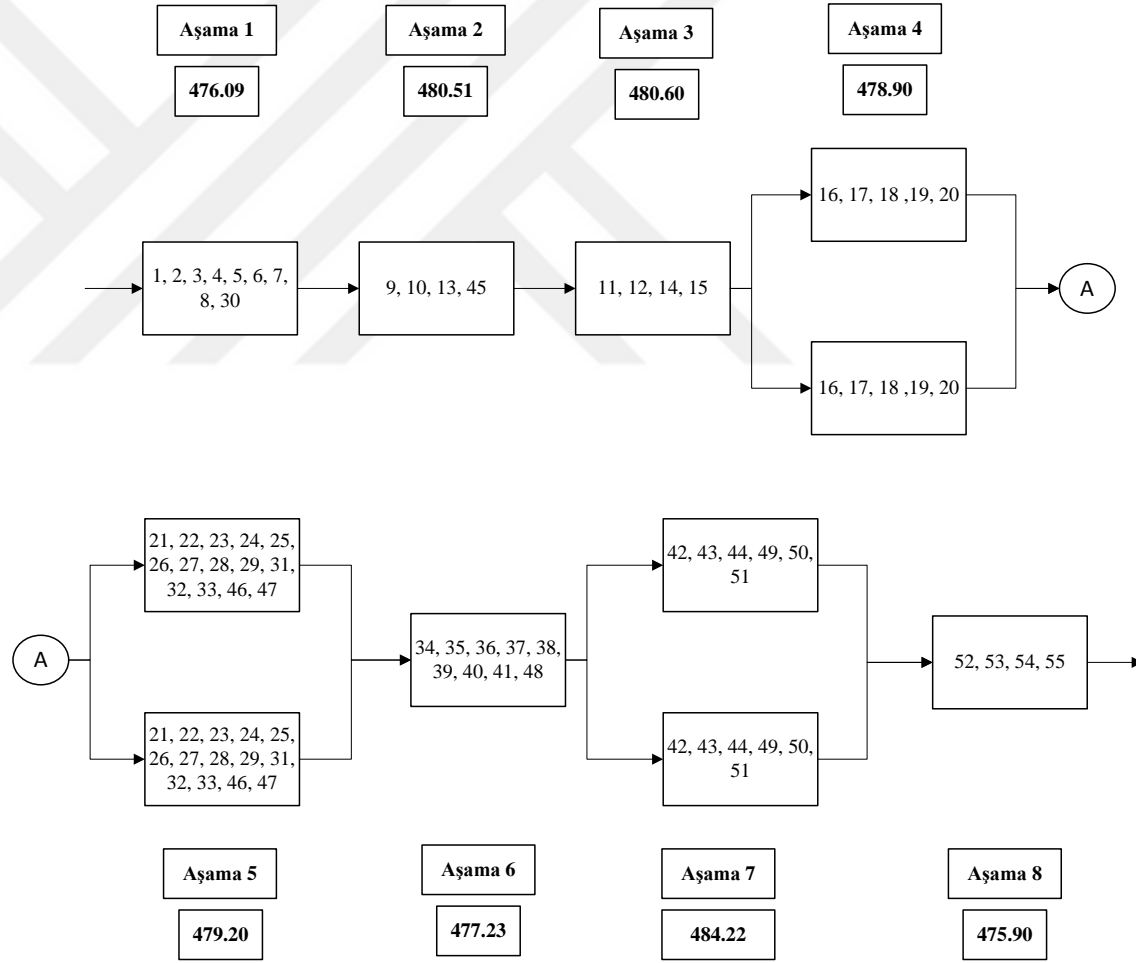 Aşama 1
Aşama 2
Aşama 3
Aşama 4
476.09
480.51
480.60
478.90
16, 17, 18 ,19, 20
1, 2, 3, 4, 5, 6, 7,
8, 30
9, 10, 13, 45
11, 12, 14, 15
A
16, 17, 18 ,19, 20
21, 22, 23, 24, 25,
26, 27, 28, 29, 31,
32, 33, 46, 47
42, 43, 44, 49, 50,
51
A
34, 35, 36, 37, 38,
39, 40, 41, 48
52, 53, 54, 55
21, 22, 23, 24, 25,
26, 27, 28, 29, 31,
32, 33, 46, 47
42, 43, 44, 49, 50,
51
Aşama 5
Aşama 6
Aşama 7
Aşama 8
479.20
477.23
484.22
475.90